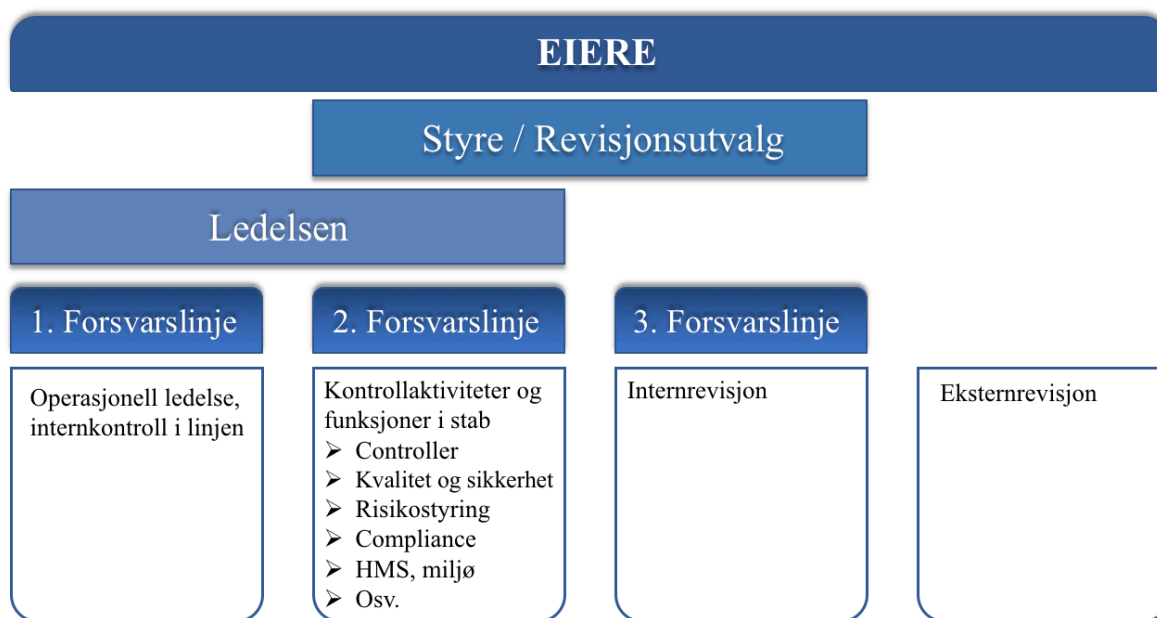 EIERE
Styre / Revisjonsutvalg
Ledelsen
1. Forsvarslinje
2. Forsvarslinje
3. Forsvarslinje
Operasjonell ledelse,
internkontroll i linjen
Kontrollaktiviteter og
funksjoner i stab
➢ Controller
➢ Kvalitet og sikkerhet
➢ Risikostyring
➢ Compliance
➢ HMS, miljø
➢ Osv.
Internrevisjon
Eksternrevisjon